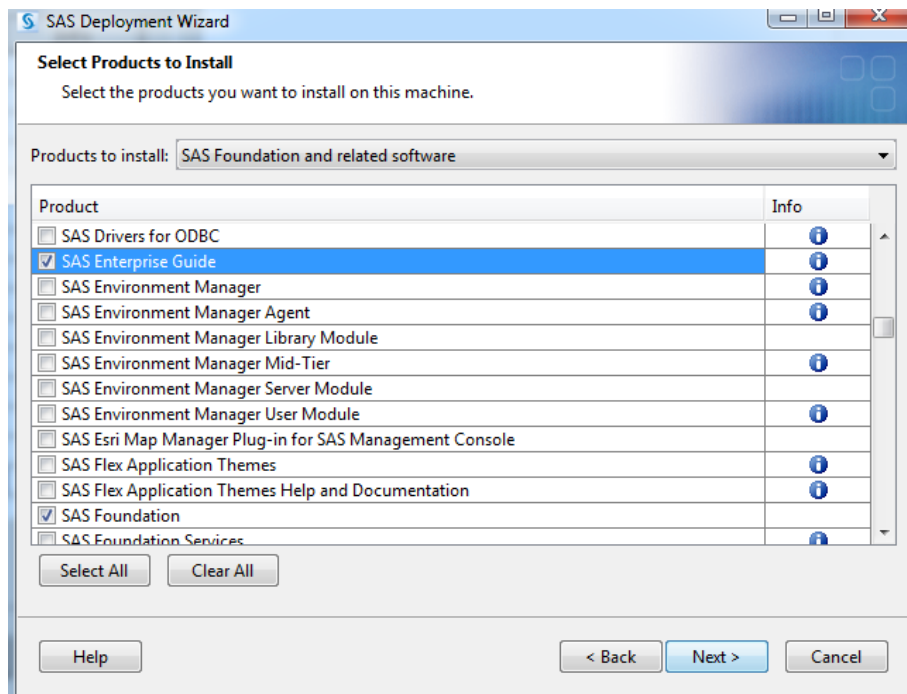 SAS Deployment Wizard
Select Products to Install
Select the products you want to install on this machine.
Products to install: SAS Foundation and related software
Product Info
SAS Drivers for ODBC
SAS Enterprise Guide
SAS Environment Manager
SAS Environment Manager Agent
SAS Environment Manager Library Module
SAS Environment Manager Mid-Tier
SAS Environment Manager Server Module
SAS Environment Manager User Module
SAS Esri Map Manager Plug-in for SAS Management Console
SAS Flex Application Themes
SAS Flex Application Themes Help and Documentation
SAS Foundation
SAS Foundation Services
Select All Clear All
Help < Back Next > Cancel